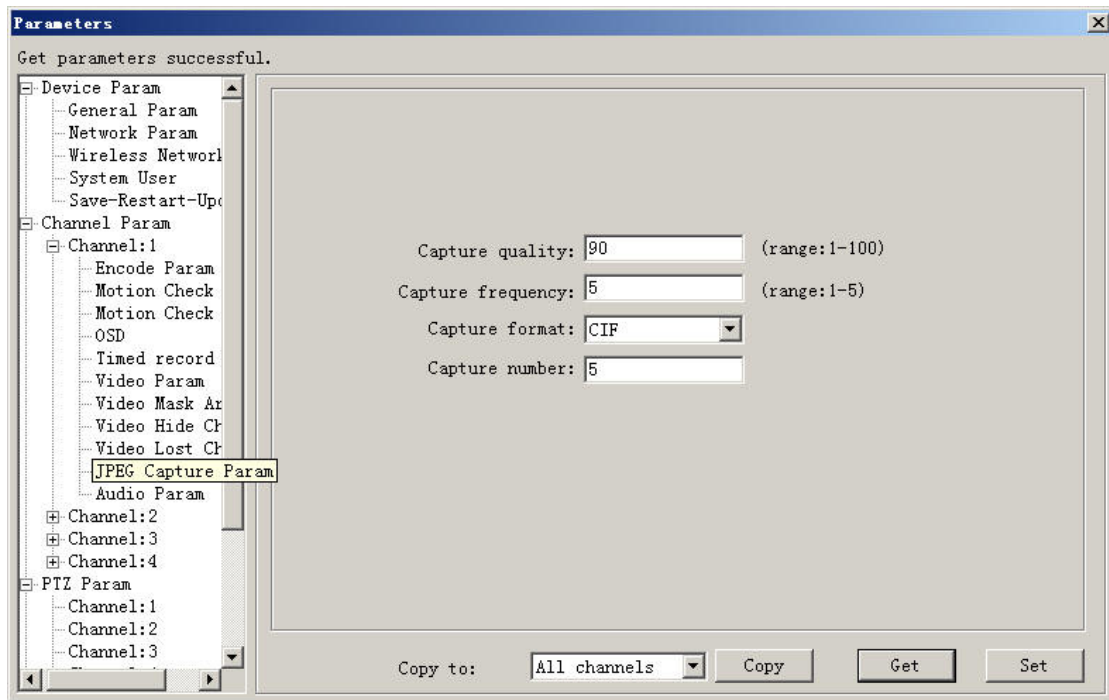 Parameters
Get parameters successful.
Device Param
General Param
Network Param
Wireless Network
System User
Save-Restart-Up
Channel Param
Channel:1
Encode Param
Motion Check
Motion Check
OSD
Timed record
Video Param
Video Mask Ar
Video Hide Ch
Video Lost Ch
JPEG Capture Param
Audio Param
Channel:2
Channel:3
Channel:4
PTZ Param
Channel:1
Channel:2
Channel:3
Capture quality: 90 (range:1-100)
Capture frequency: 5 (range:1-5)
Capture format: CIF
Capture number: 5
Copy to: All channels Copy Get Set